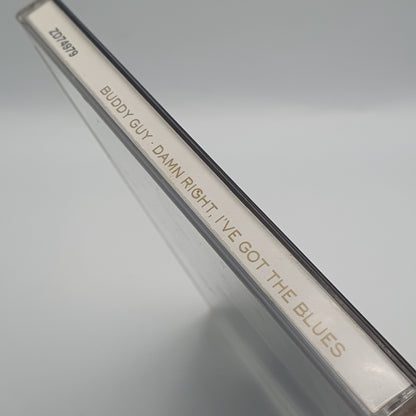 ZD74979
BUDDY GUY · DAMN RIGHT, I'VE GOT THE BLUES